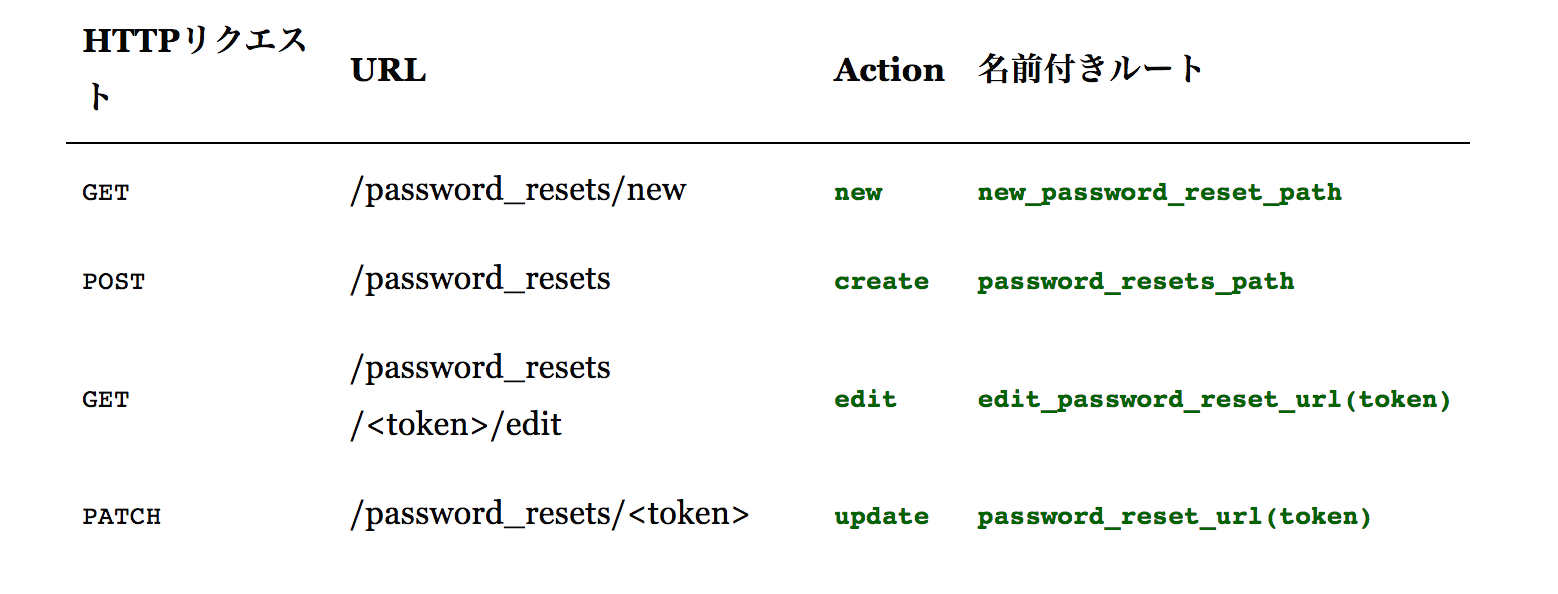 HTTPリクエス
ト
URL
Action
名前付きルート
GET
/password_resets/new
new
new_password_reset_path
POST
/password_resets
create
password_resets_path
GET
/password_resets
/<token>/edit
edit
edit_password_reset_url(token)
PATCH
/password_resets/<token>
update
password_reset_url(token)